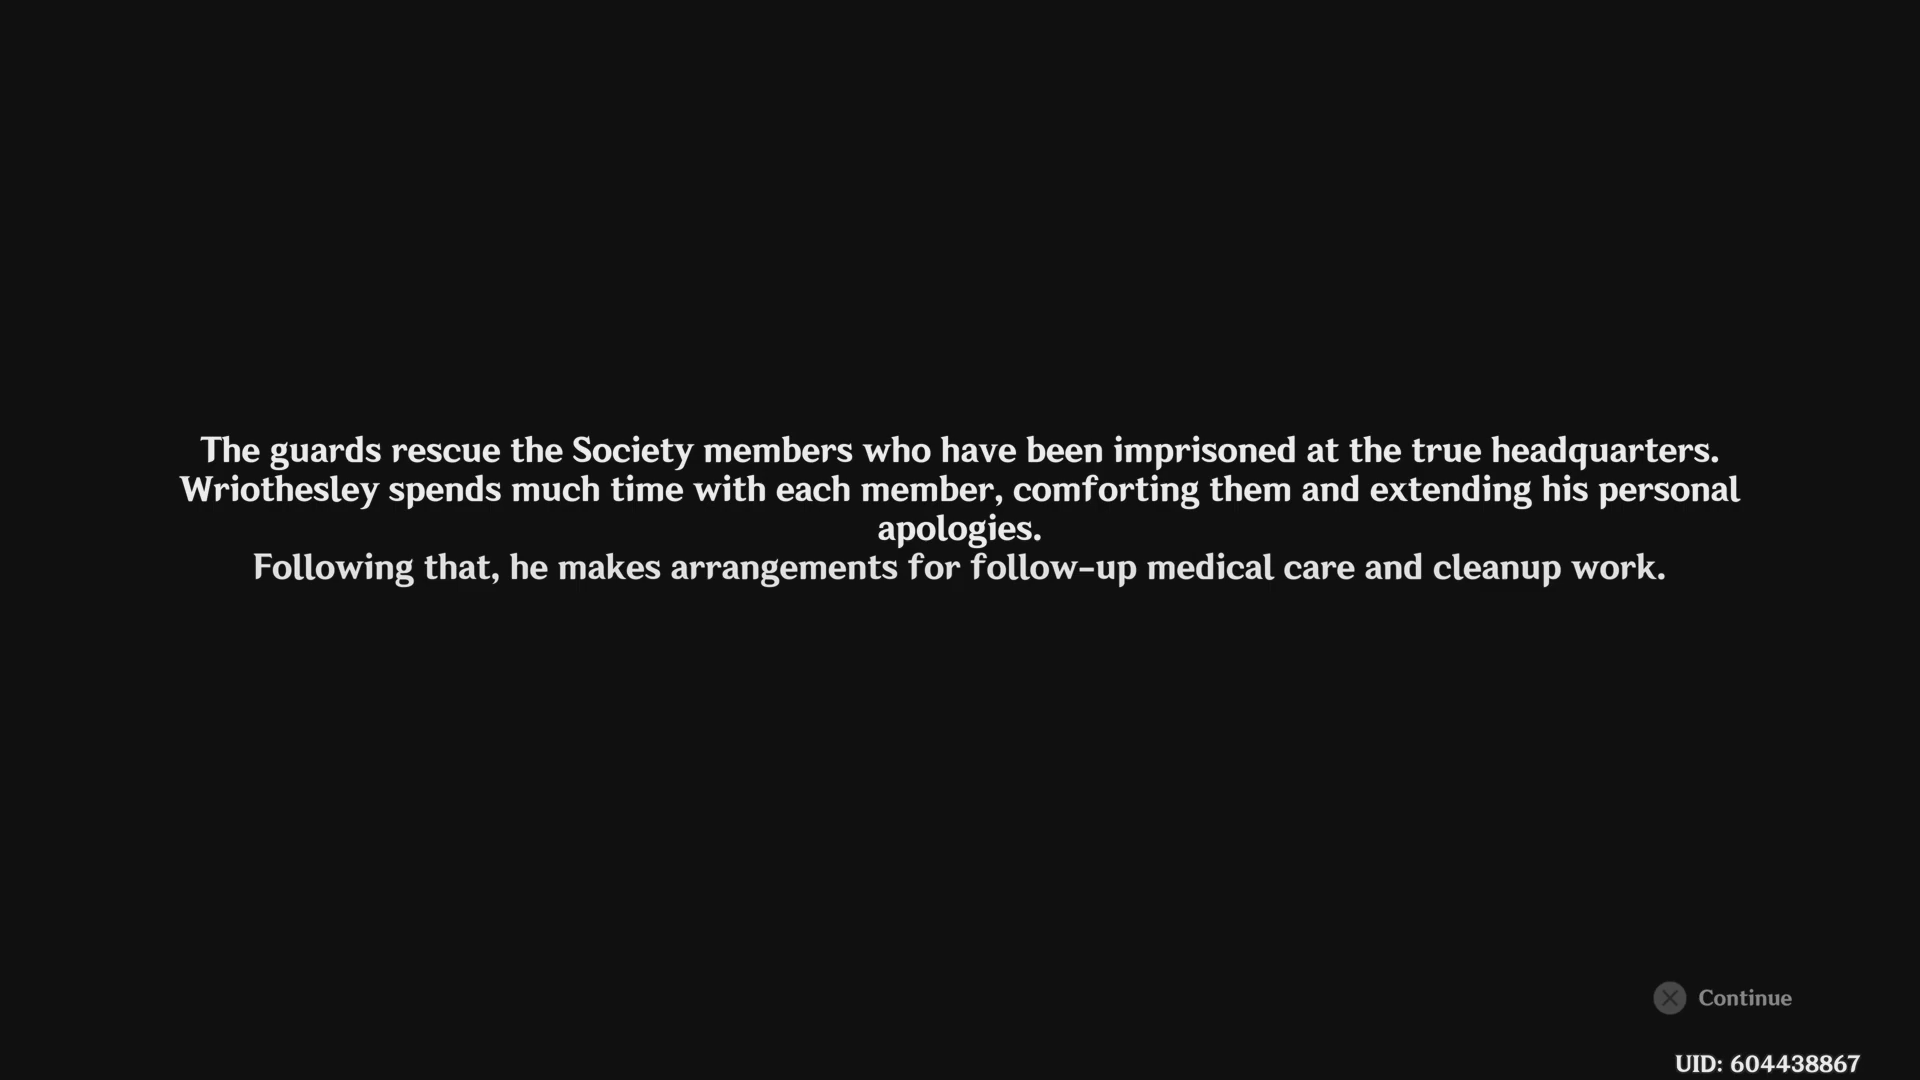 The guards rescue the Society members who have been imprisoned at the true headquarters.
Wriothesley spends much time with each member, comforting them and extending his personal
apologies.
Following that, he makes arrangements for follow-up medical care and cleanup work.
Continue
UID: 604438867